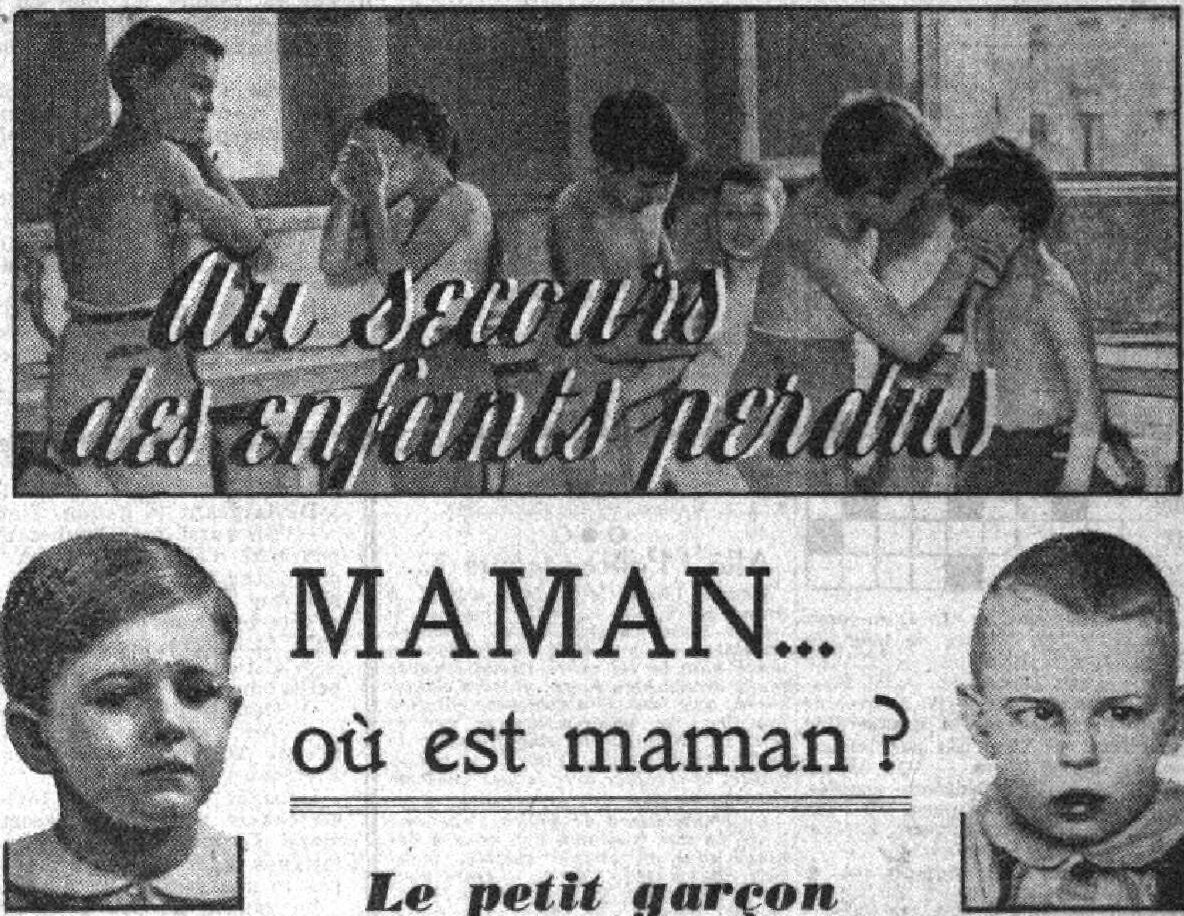 Au secours
des enfants perdus
MAMAN...
où est maman ?
Le petit garçon